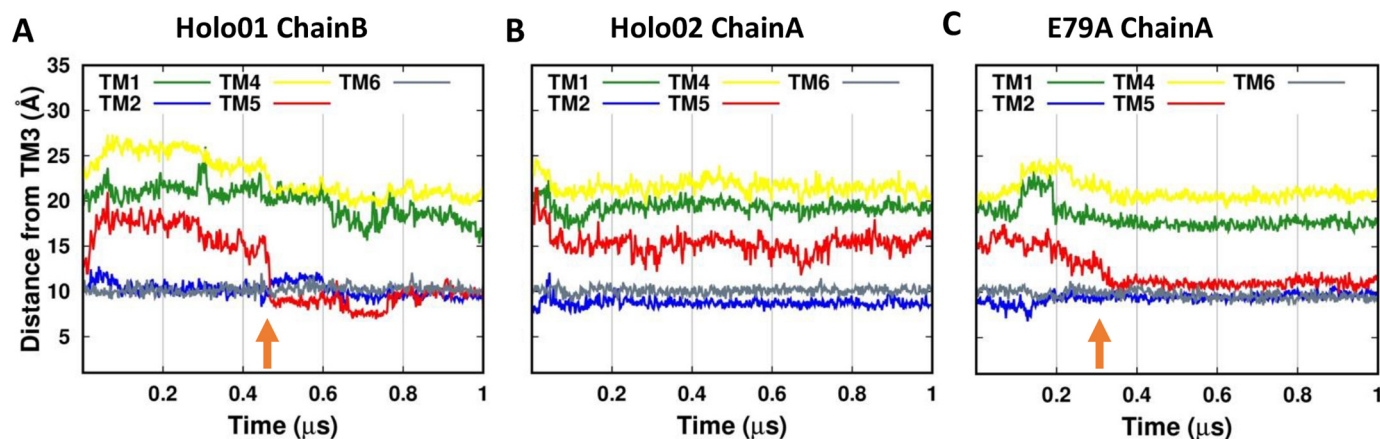 A Holo01 ChainB
B Holo02 ChainA
C E79A ChainA
Distance from TM3 (Å)
35
30
25
20
15
10
5
TM1 TM4 TM6
TM2 TM5
0.2 0.4 0.6 0.8 1
Time (μs)
TM1 TM4 TM6
TM2 TM5
0.2 0.4 0.6 0.8 1
Time (μs)
TM1 TM4 TM6
TM2 TM5
0.2 0.4 0.6 0.8 1
Time (μs)